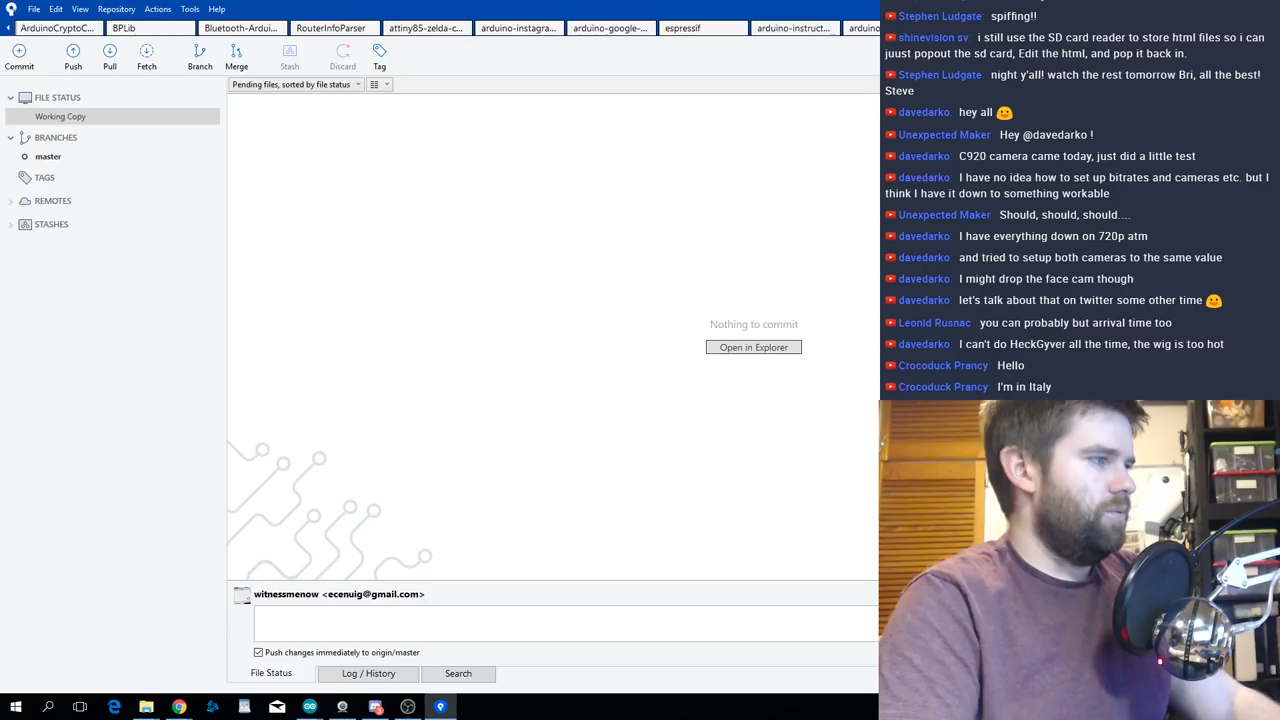 File Edit View Repository Actions Tools Help
ArduinoCryptoC... BPLib Bluetooth-Ardui... RouterInfoParser attiny85-zelda-c... arduino-instagra... arduino-google-... espressif arduino-instruct...
Commit Push Pull Fetch Branch Merge Stash Discard Tag
Pending files, sorted by file status
FILE STATUS
Working Copy
BRANCHES
master
TAGS
REMOTES
STASHES
Nothing to commit
Open in Explorer
witnessmenow <ecenuig@gmail.com>
Push changes immediately to origin/master
File Status Log / History Search
Stephen Ludgate spiffing!!
shinevision sv. i still use the SD card reader to store html files so i can
just popout the sd card, Edit the html, and pop it back in.
Stephen Ludgate night y'all! watch the rest tomorrow Bri, all the best!
Steve
davedarko hey all
Unexpected Maker Hey @davedarko !
davedarko C920 camera came today, just did a little test
davedarko I have no idea how to set up bitrates and cameras etc. but I
think I have it down to something workable
Unexpected Maker Should, should, should....
davedarko I have everything down on 720p atm
davedarko and tried to setup both cameras to the same value
davedarko I might drop the face cam though
davedarko let's talk about that on twitter some other time
Leonid Rusnac you can probably but arrival time too
davedarko I can't do HeckGyver all the time, the wig is too hot
Crocoduck Prancy Hello
Crocoduck Prancy I'm in Italy